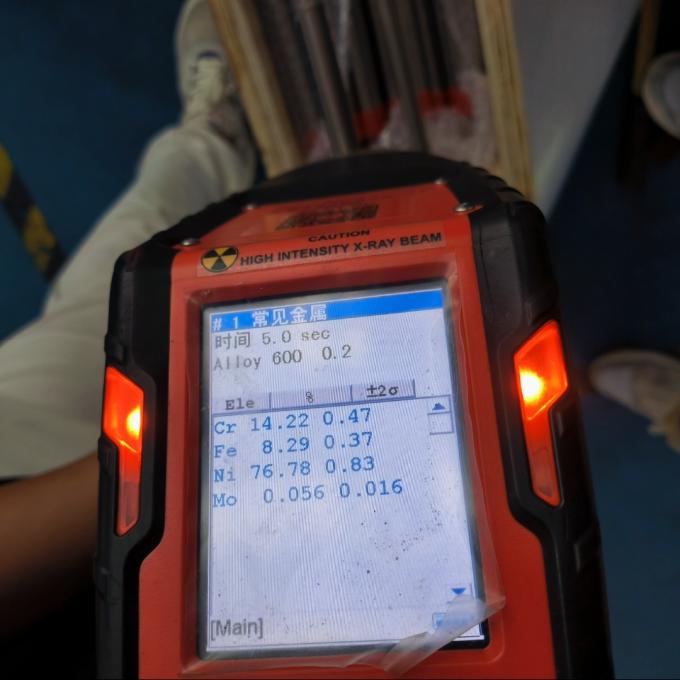 CAUTION
HIGH INTENSITY X-RAY BEAM
# 1 常见金属
时间 5.0 sec
Alloy 600 0.2
Ele % ±2σ
Cr 14.22 0.47
Fe 8.29 0.37
Ni 76.78 0.83
Mo 0.056 0.016
[Main]